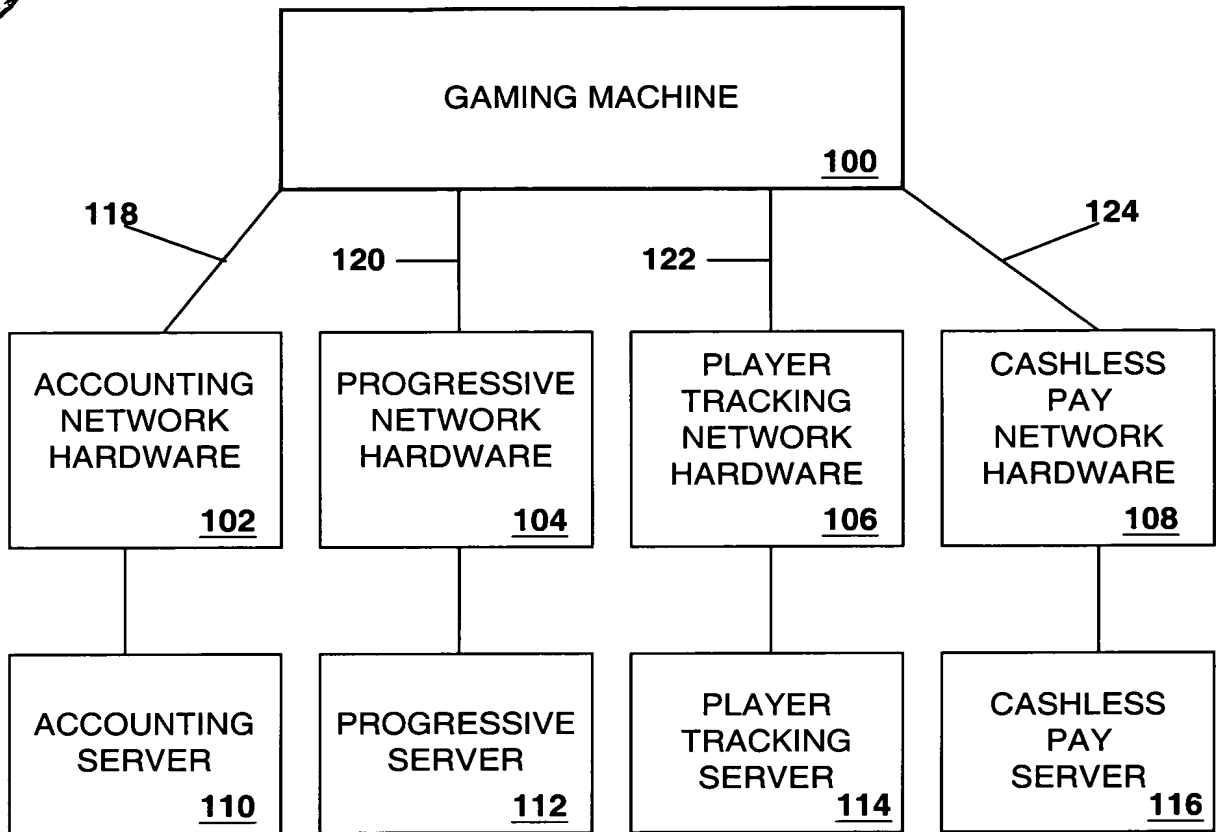 GAMING MACHINE
100
118
120
122
124
ACCOUNTING
NETWORK
HARDWARE
102
PROGRESSIVE
NETWORK
HARDWARE
104
PLAYER
TRACKING
NETWORK
HARDWARE
106
CASHLESS
PAY
NETWORK
HARDWARE
108
ACCOUNTING
SERVER
110
PROGRESSIVE
SERVER
112
PLAYER
TRACKING
SERVER
114
CASHLESS
PAY
SERVER
116